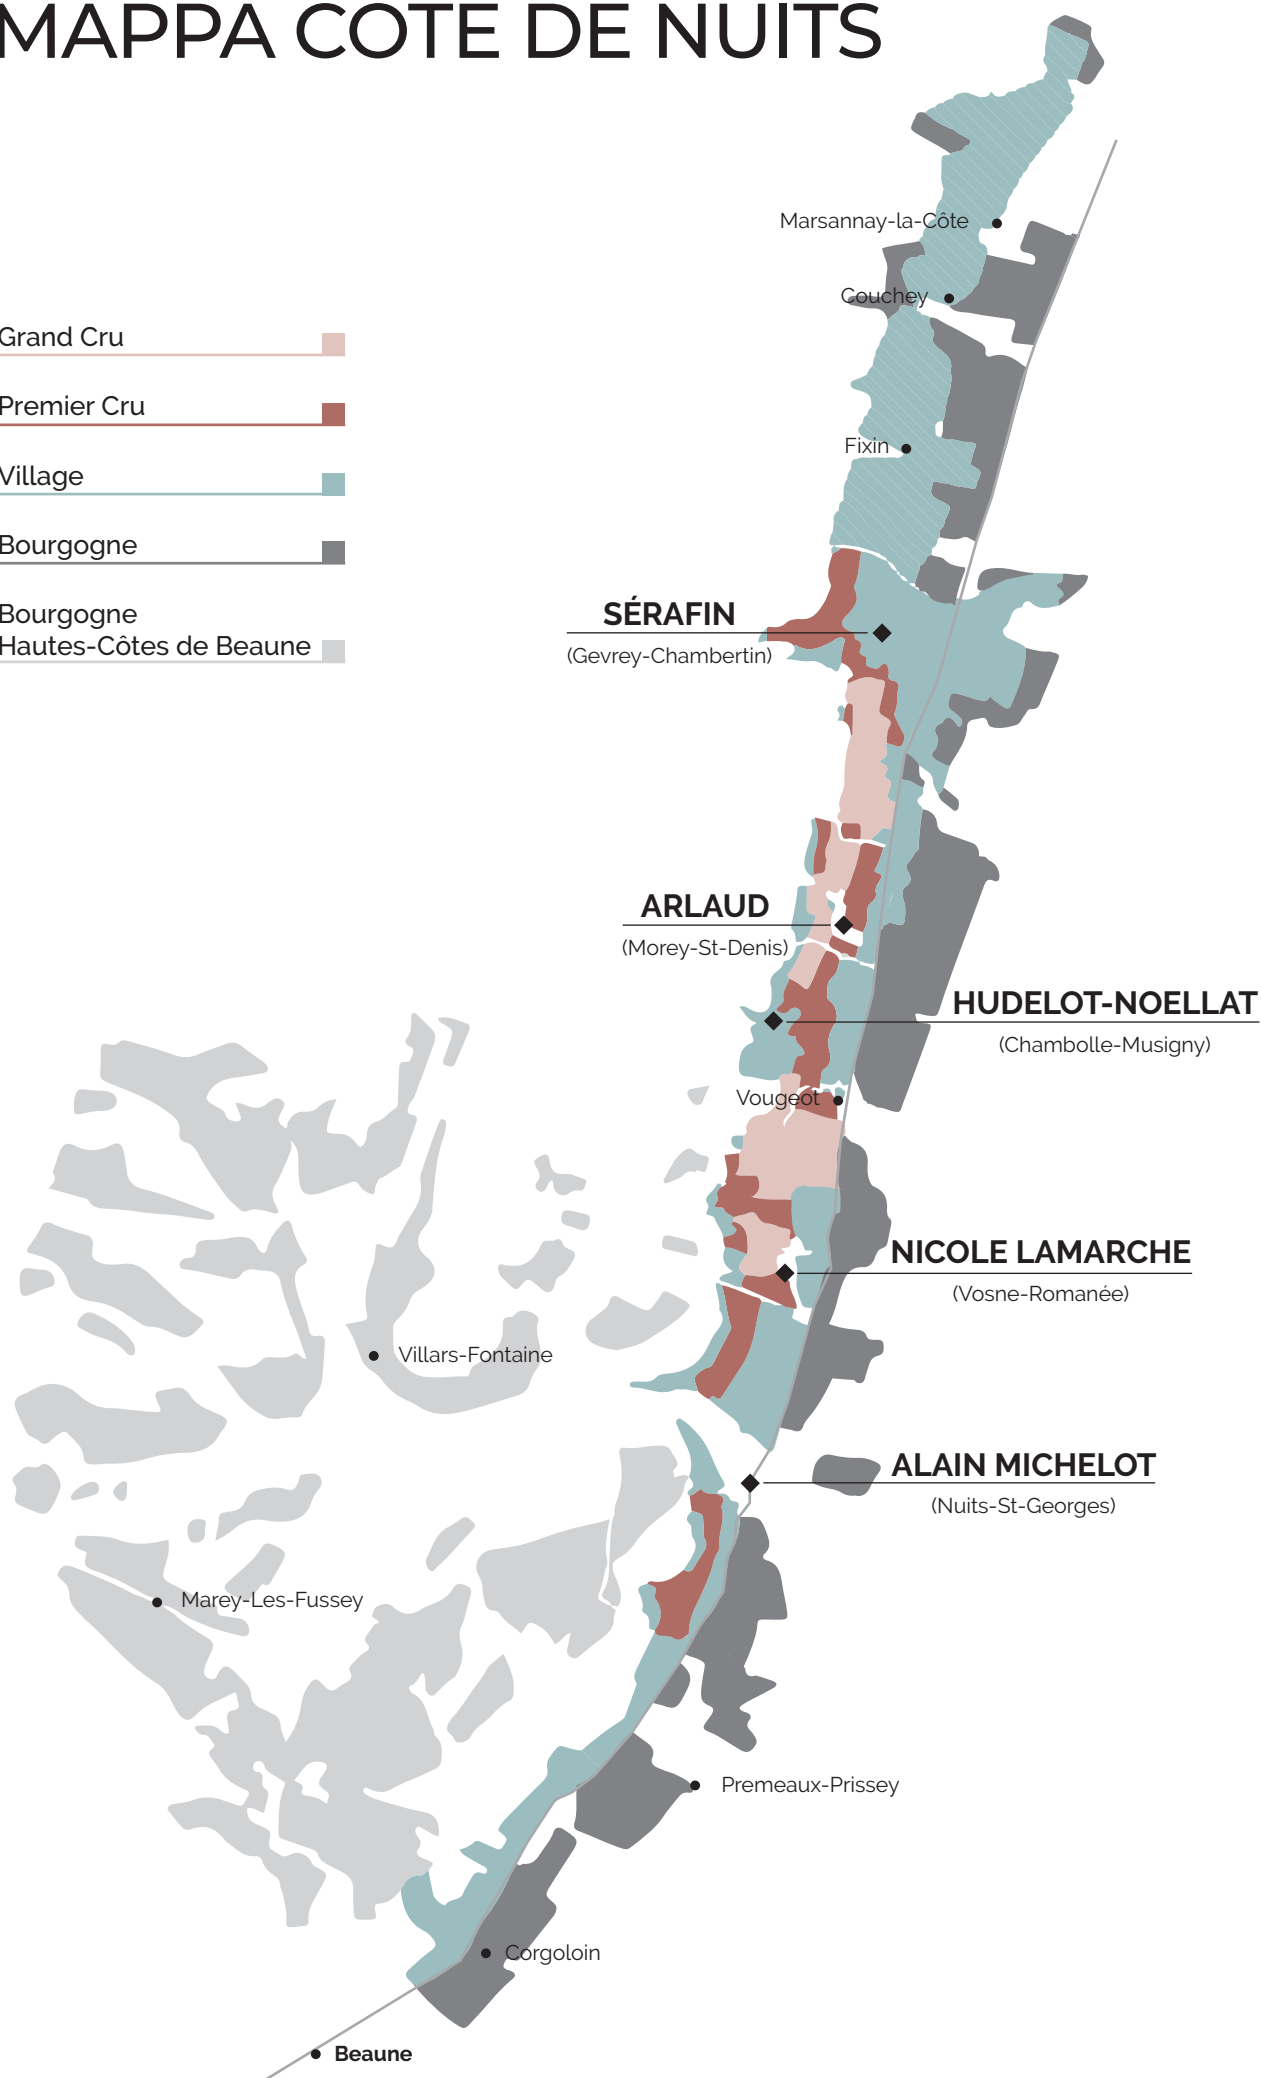 MAPPA COTE DE NUITS
Marsannay-la-Côte
Couchey
Grand Cru
Premier Cru
Village
Bourgogne
Bourgogne
Hautes-Côtes de Beaune
Fixin
SÉRAFIN
(Gevrey-Chambertin)
ARLAUD
(Morey-St-Denis)
HUDELOT-NOELLAT
(Chambolle-Musigny)
Vougeot
NICOLE LAMARCHE
(Vosne-Romanée)
Villars-Fontaine
ALAIN MICHELOT
(Nuits-St-Georges)
Marey-Les-Fussey
Premeaux-Prissey
Corgoloin
Beaune